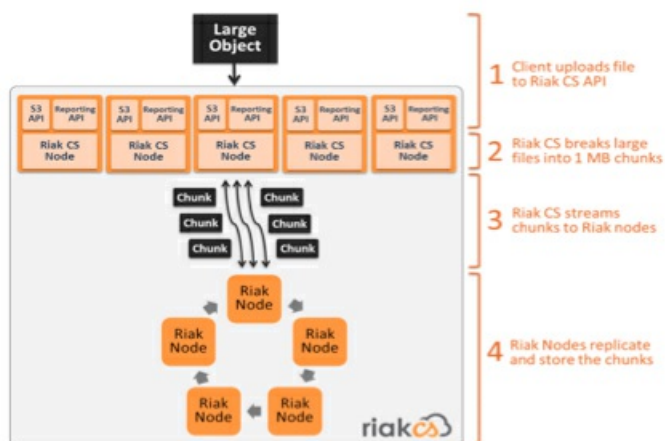 Large
Object
1 Client uploads file
to Riak CS API
S3
API
Reporting
API
S3
API
Reporting
API
S3
API
Reporting
API
S3
API
Reporting
API
S3
API
Reporting
API
Riak CS
Node
Riak CS
Node
Riak CS
Node
Riak CS
Node
Riak CS
Node
2 Riak CS breaks large
files into 1 MB chunks
Chunk
Chunk
Chunk
Chunk
Chunk
Chunk
3 Riak CS streams
chunks to Riak nodes
Riak
Node
Riak
Node
Riak
Node
Riak
Node
Riak
Node
4 Riak Nodes replicate
and store the chunks
riakcs